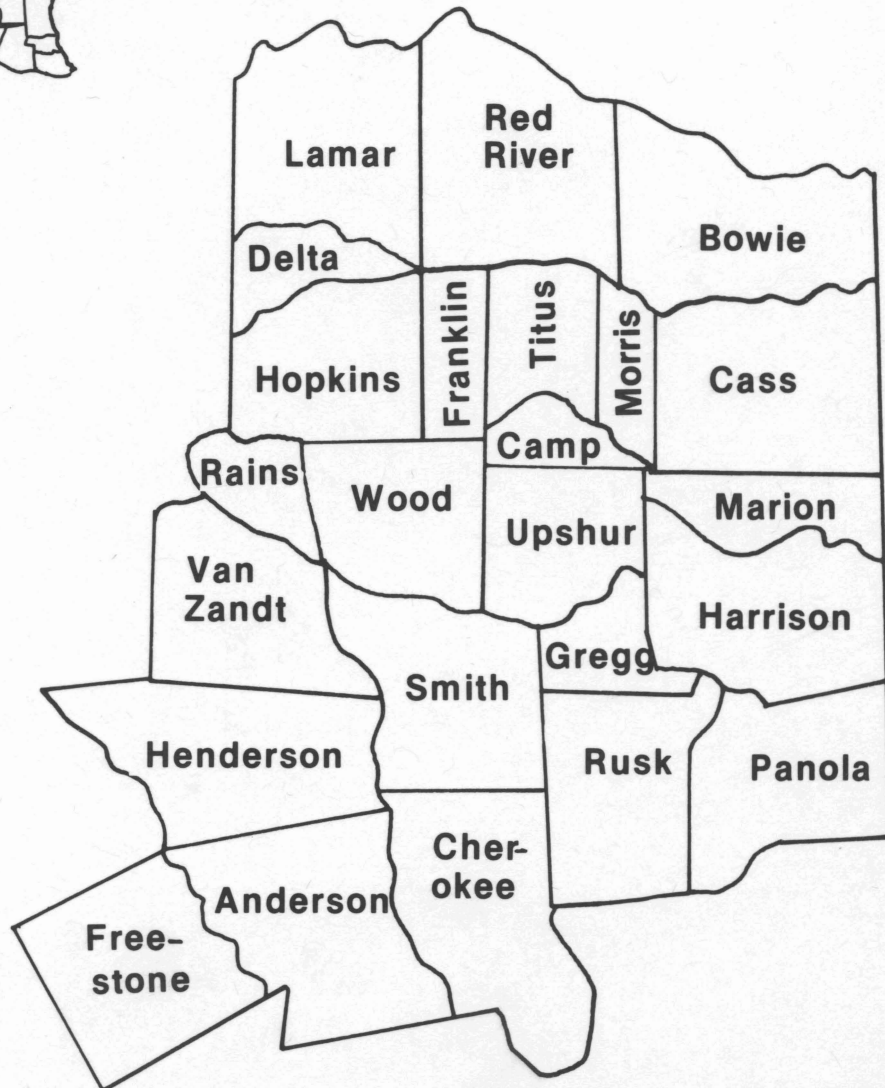 Lamar
Red
River
Bowie
Delta
Hopkins
Franklin
Titus
Morris
Cass
Rains
Wood
Camp
Upshur
Marion
Van
Zandt
Harrison
Gregg
Smith
Henderson
Rusk
Panola
Cher-
okee
Anderson
Free-
stone